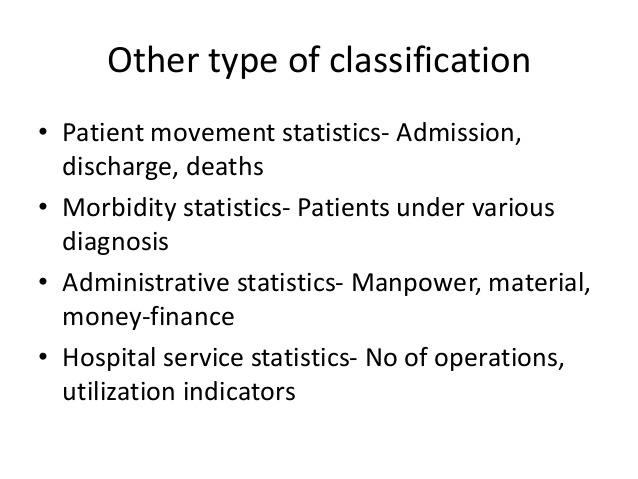 Other type of classification
• Patient movement statistics- Admission,
discharge, deaths
• Morbidity statistics- Patients under various
diagnosis
• Administrative statistics- Manpower, material,
money-finance
• Hospital service statistics- No of operations,
utilization indicators